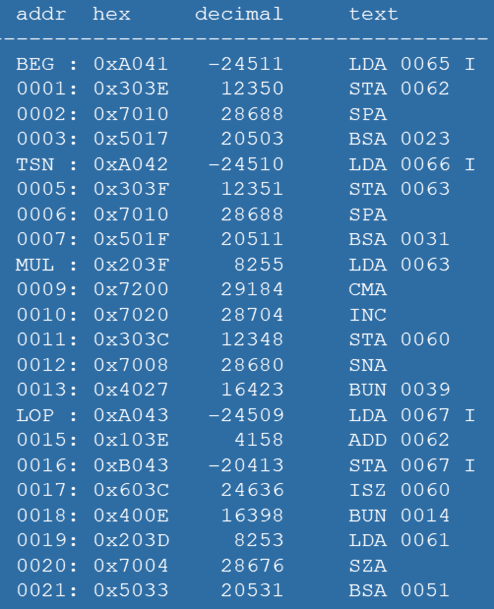 addr hex decimal text
----------------------------------------
BEG : 0xA041 -24511 LDA 0065 I
0001: 0x303E 12350 STA 0062
0002: 0x7010 28688 SPA
0003: 0x5017 20503 BSA 0023
TSN : 0xA042 -24510 LDA 0066 I
0005: 0x303F 12351 STA 0063
0006: 0x7010 28688 SPA
0007: 0x501F 20511 BSA 0031
MUL : 0x203F 8255 LDA 0063
0009: 0x7200 29184 CMA
0010: 0x7020 28704 INC
0011: 0x303C 12348 STA 0060
0012: 0x7008 28680 SNA
0013: 0x4027 16423 BUN 0039
LOP : 0xA043 -24509 LDA 0067 I
0015: 0x103E 4158 ADD 0062
0016: 0xB043 -20413 STA 0067 I
0017: 0x603C 24636 ISZ 0060
0018: 0x400E 16398 BUN 0014
0019: 0x203D 8253 LDA 0061
0020: 0x7004 28676 SZA
0021: 0x5033 20531 BSA 0051